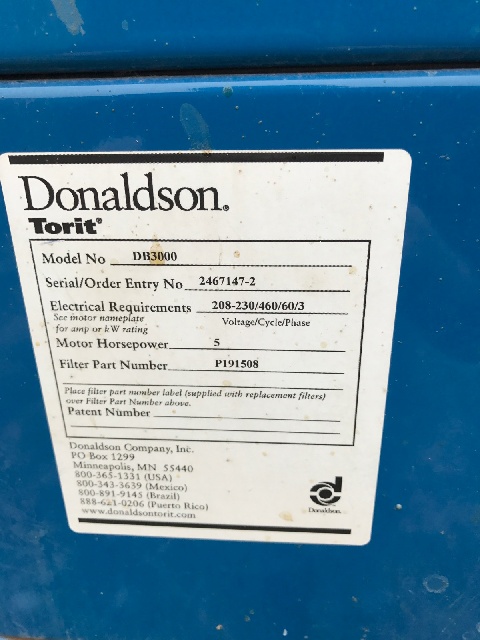 Donaldson.
Torit®
Model No DB3000
Serial/Order Entry No 2467147-2
Electrical Requirements 208-230/460/60/3
See motor nameplate Voltage/Cycle/Phase
for amp or kW rating
Motor Horsepower 5
Filter Part Number P191508
Place filter part number label (supplied with replacement filters)
over Filter Part Number above.
Patent Number
Donaldson Company, Inc.
PO Box 1299
Minneapolis, MN 55440
800-365-1331 (USA)
800-343-3639 (Mexico)
800-891-9145 (Brazil)
888-621-0206 (Puerto Rico)
www.donaldsontorit.com
Donaldson.